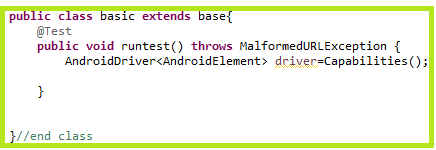 public class basic extends base{
    @Test
    public void runtest() throws MalformedURLException {
        AndroidDriver<AndroidElement> driver=Capabilities();
    }
}//end class